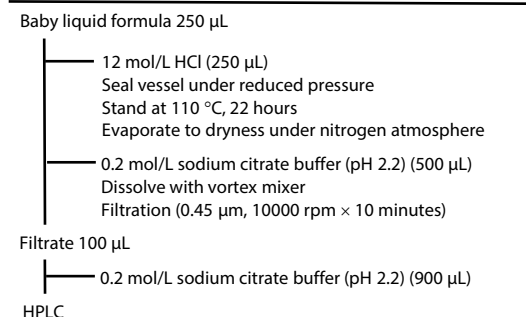 Baby liquid formula 250 µL
12 mol/L HCl (250 µL)
Seal vessel under reduced pressure
Stand at 110 °C, 22 hours
Evaporate to dryness under nitrogen atmosphere
0.2 mol/L sodium citrate buffer (pH 2.2) (500 µL)
Dissolve with vortex mixer
Filtration (0.45 µm, 10000 rpm × 10 minutes)
Filtrate 100 µL
0.2 mol/L sodium citrate buffer (pH 2.2) (900 µL)
HPLC